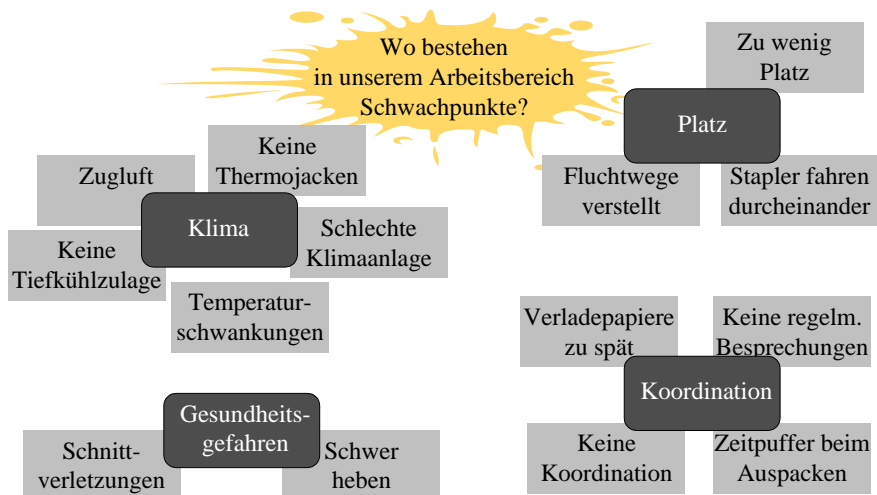 Wo bestehen
in unserem Arbeitsbereich
Schwachpunkte?
Zu wenig
Platz
Platz
Fluchtwege
verstellt
Stapler fahren
durcheinander
Keine
Thermojacken
Zugluft
Klima
Schlechte
Klimaanlage
Keine
Tiefkühlzulage
Temperatur-
schwankungen
Verladepapiere
zu spät
Keine regelm.
Besprechungen
Koordination
Keine
Koordination
Zeitpuffer beim
Auspacken
Gesundheits-
gefahren
Schnitt-
verletzungen
Schwer
heben